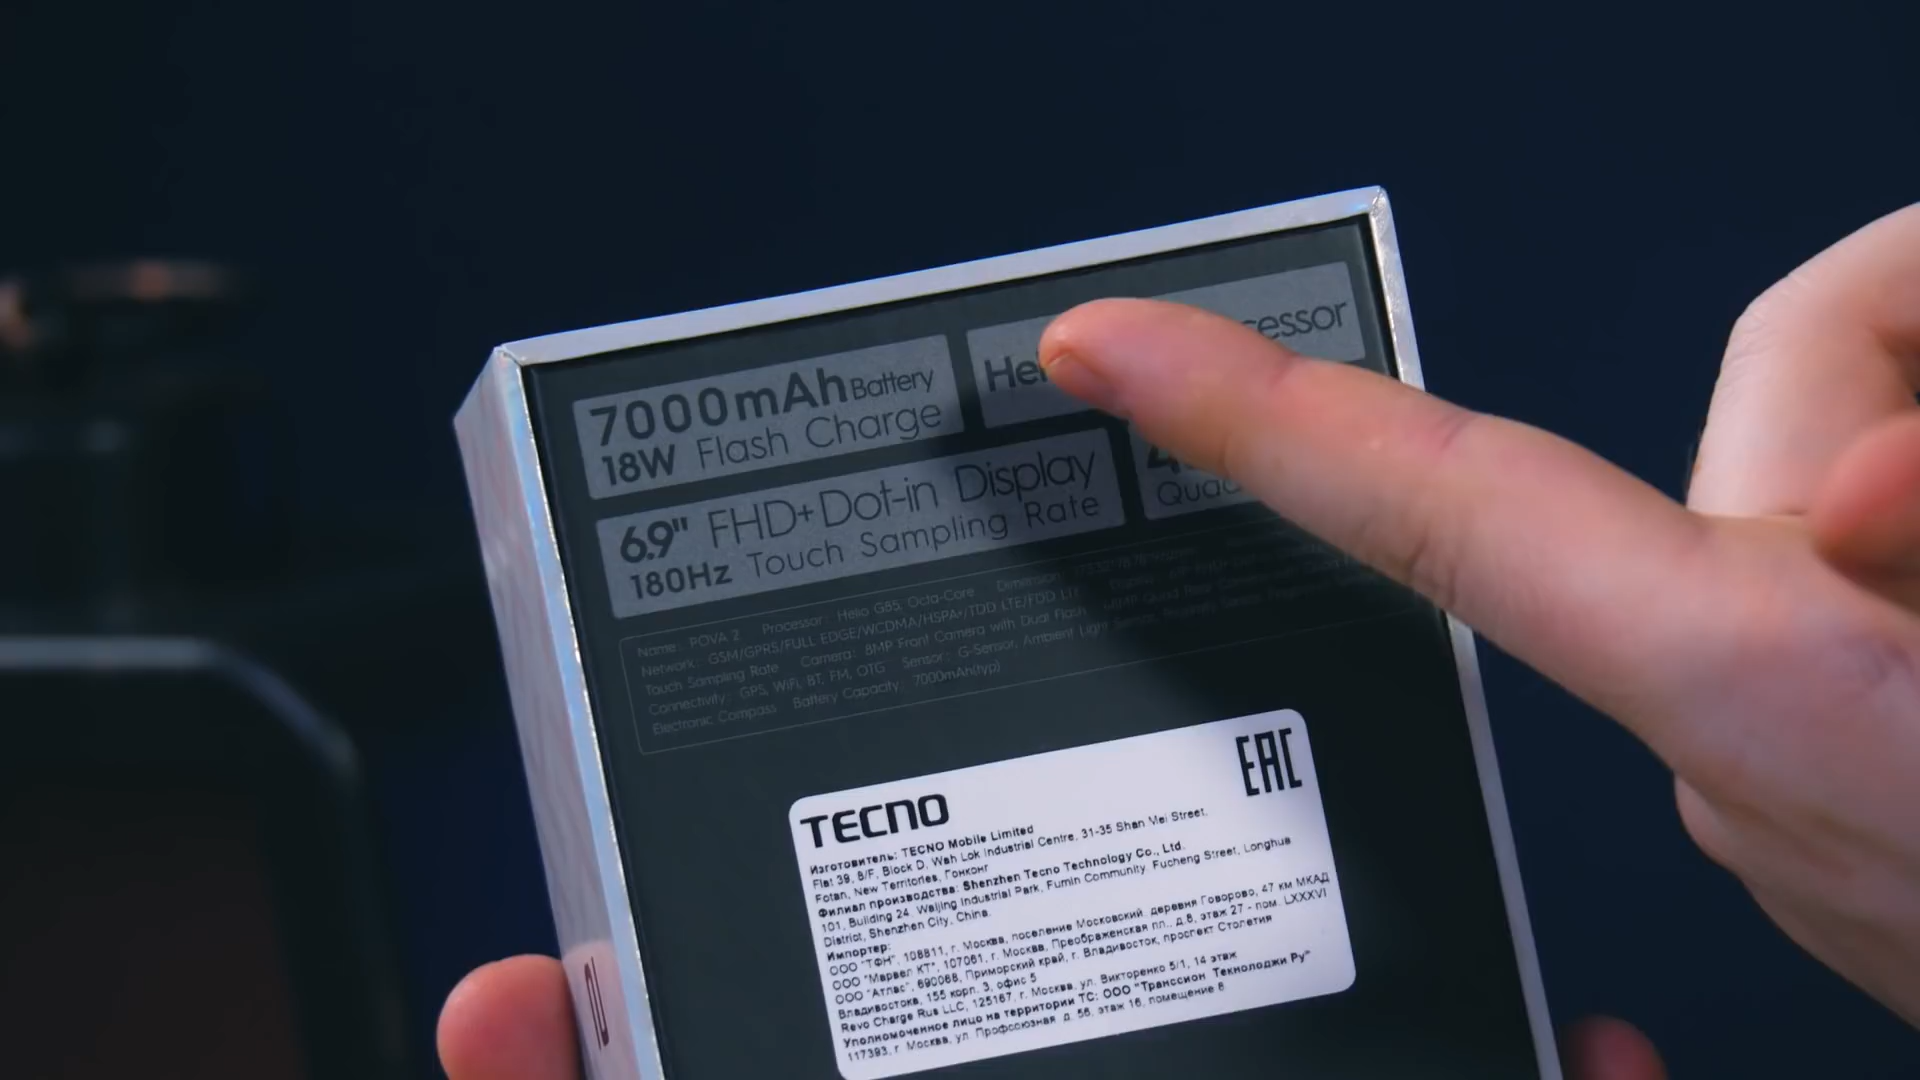 7000mAh Battery
18W Flash Charge
6.9" FHD+Dot-in Display
180Hz Touch Sampling Rate
Name: POVA 2 Processor: Helio G85, Octa-Core Dimension:
Network: GSM/GPRS/FULL EDGE/WCDMA/HSPA+/TDD LTE/FDD LTE Display:
Touch Sampling Rate Camera: 8MP Front Camera with Dual Flash,
Connectivity: GPS, WiFi, BT, FM, OTG Sensor: G-Sensor, Ambient Light Sensor,
Electronic Compass Battery Capacity: 7000mAh(typ)
EAC
TECNO
Изготовитель: TECNO Mobile Limited
Flat 39, 8/F, Block D, Wah Lok Industrial Centre, 31-35 Shan Mei Street,
Fotan, New Territories, Гонконг
Филиал производства: Shenzhen Tecno Technology Co., Ltd.
101, Building 24, Waijing Industrial Park, Fumin Community, Fucheng Street, Longhua
District, Shenzhen City, China.
Импортер:
ООО "ТФН", 108811, г. Москва, поселение Московский, деревня Говорово, 47 км МКАД
ООО "Марвел КТ", 107061, г. Москва, Преображенская пл., д.8, этаж 27 - пом. LXXXVI
ООО "Атлас", 690068, Приморский край, г. Владивосток, проспект Столетия
Владивостока, 155 корп. 3, офис 5
Revo Charge Rus LLC, 125167, г. Москва, ул. Викторенко 5/1, 14 этаж
Уполномоченное лицо на территории ТС: ООО "Транссион Текнолоджи Ру"
117393, г. Москва, ул. Профсоюзная, д. 56, этаж 16, помещение 8